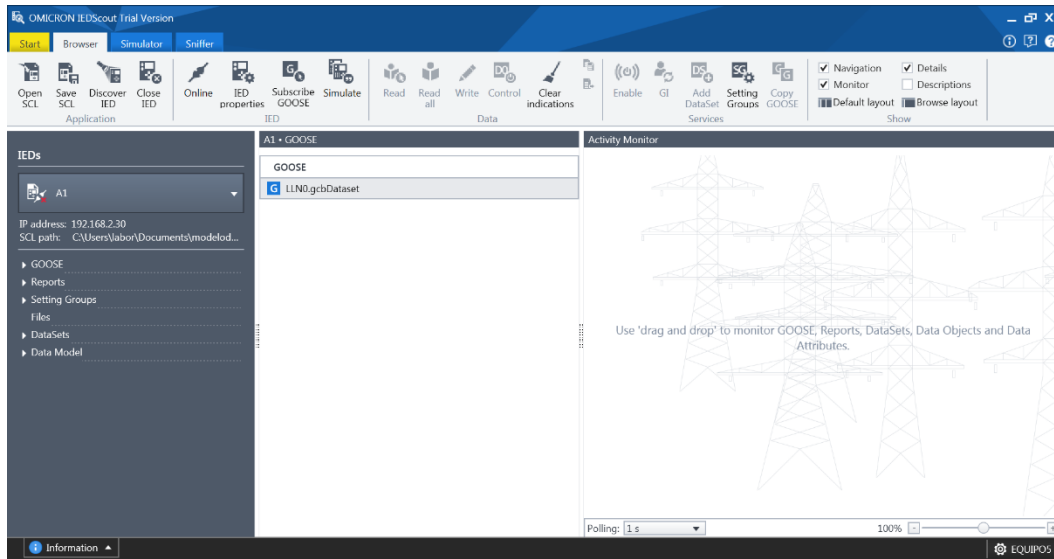 OMICRON IEDScout Trial Version
Start Browser Simulator Sniffer
Open SCL
Save SCL
Discover IED
Close IED
Application
Online
IED properties
Subscribe GOOSE
Simulate
IED
Read
Read all
Write
Control
Clear indications
Data
Enable
GI
Add DataSet
Setting Groups
Copy GOOSE
Services
Navigation Details
Monitor Descriptions
Default layout Browse layout
Show
IEDs
A1
IP address: 192.168.2.30
SCL path: C:\Users\labor\Documents\modelod...
GOOSE
Reports
Setting Groups
Files
DataSets
Data Model
A1 • GOOSE
GOOSE
G LLN0.gcbDataset
Activity Monitor
Use 'drag and drop' to monitor GOOSE, Reports, DataSets, Data Objects and Data
Attributes.
Polling: 1 s 100%
Information EQUIPO5